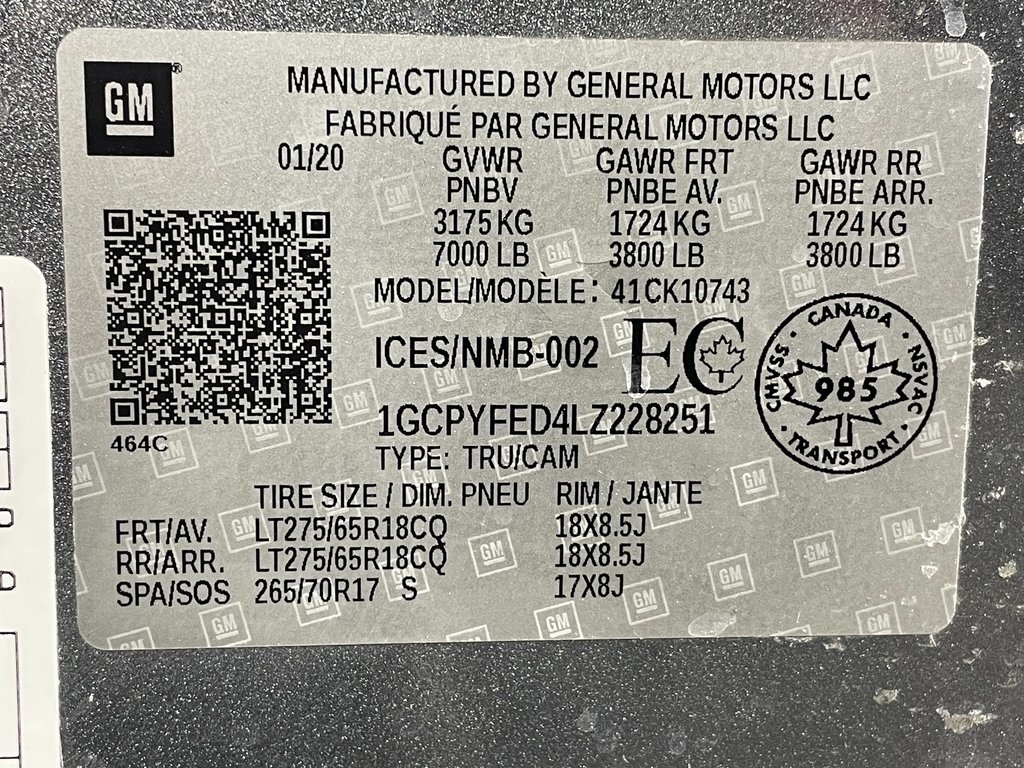 GM
MANUFACTURED BY GENERAL MOTORS LLC
FABRIQUÉ PAR GENERAL MOTORS LLC
01/20 GVWR GAWR FRT GAWR RR
PNBV PNBE AV. PNBE ARR.
3175 KG 1724 KG 1724 KG
7000 LB 3800 LB 3800 LB
MODEL/MODÈLE: 41CK10743
ICES/NMB-002 EC
CANADA
CMVSS 985 NSVAC
TRANSPORT
464C
1GCPYFED4LZ228251
TYPE: TRU/CAM
TIRE SIZE / DIM. PNEU RIM / JANTE
FRT/AV. LT275/65R18CQ 18X8.5J
RR/ARR. LT275/65R18CQ 18X8.5J
SPA/SOS 265/70R17 S 17X8J